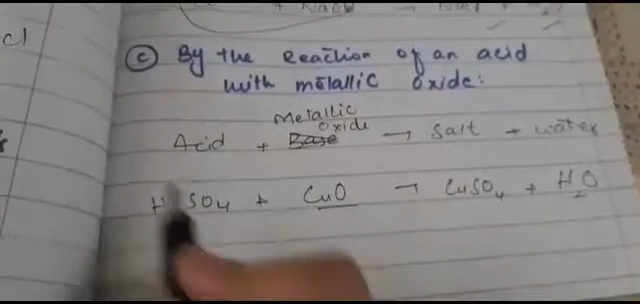 cl
© By the Reaction of an acid
with metallic oxide:
Metallic
oxide
Acid + Base → Salt + water
H SO4 + CuO → CuSO4 + H2O